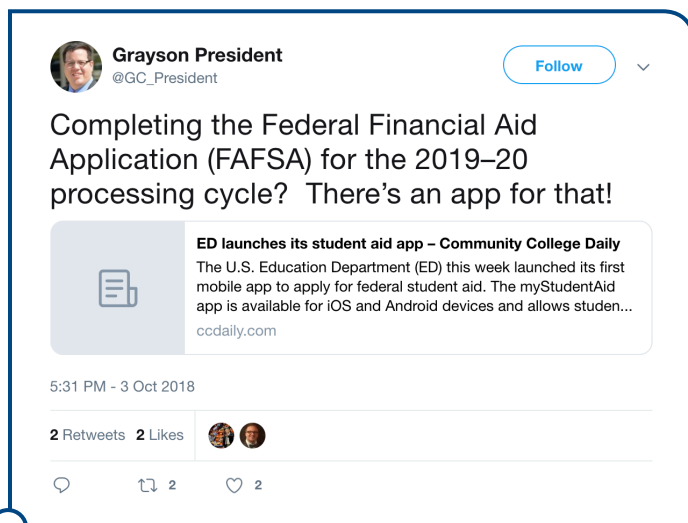 Grayson President
@GC_President
Follow
Completing the Federal Financial Aid
Application (FAFSA) for the 2019–20
processing cycle?  There’s an app for that!
ED launches its student aid app – Community College Daily
The U.S. Education Department (ED) this week launched its first
mobile app to apply for federal student aid. The myStudentAid
app is available for iOS and Android devices and allows studen...
ccdaily.com
5:31 PM - 3 Oct 2018
2 Retweets 2 Likes
2 2